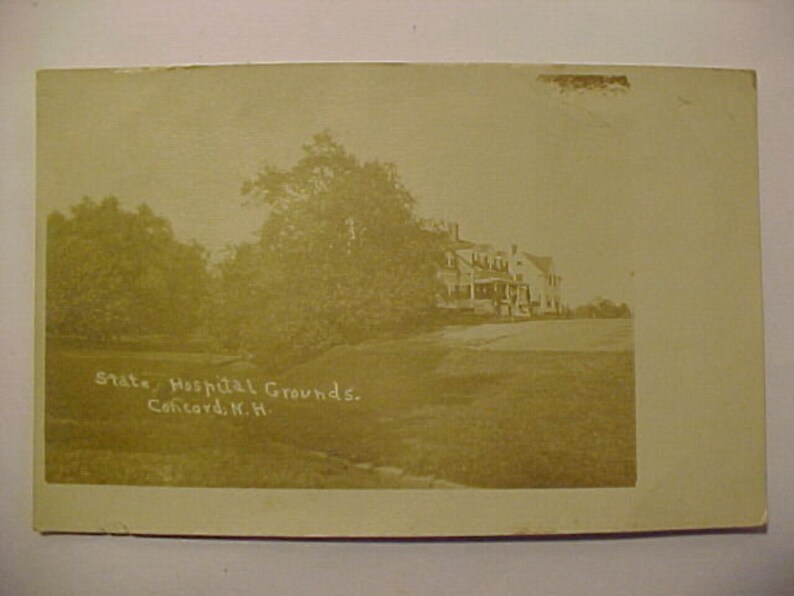 State Hospital Grounds.
Concord, N.H.